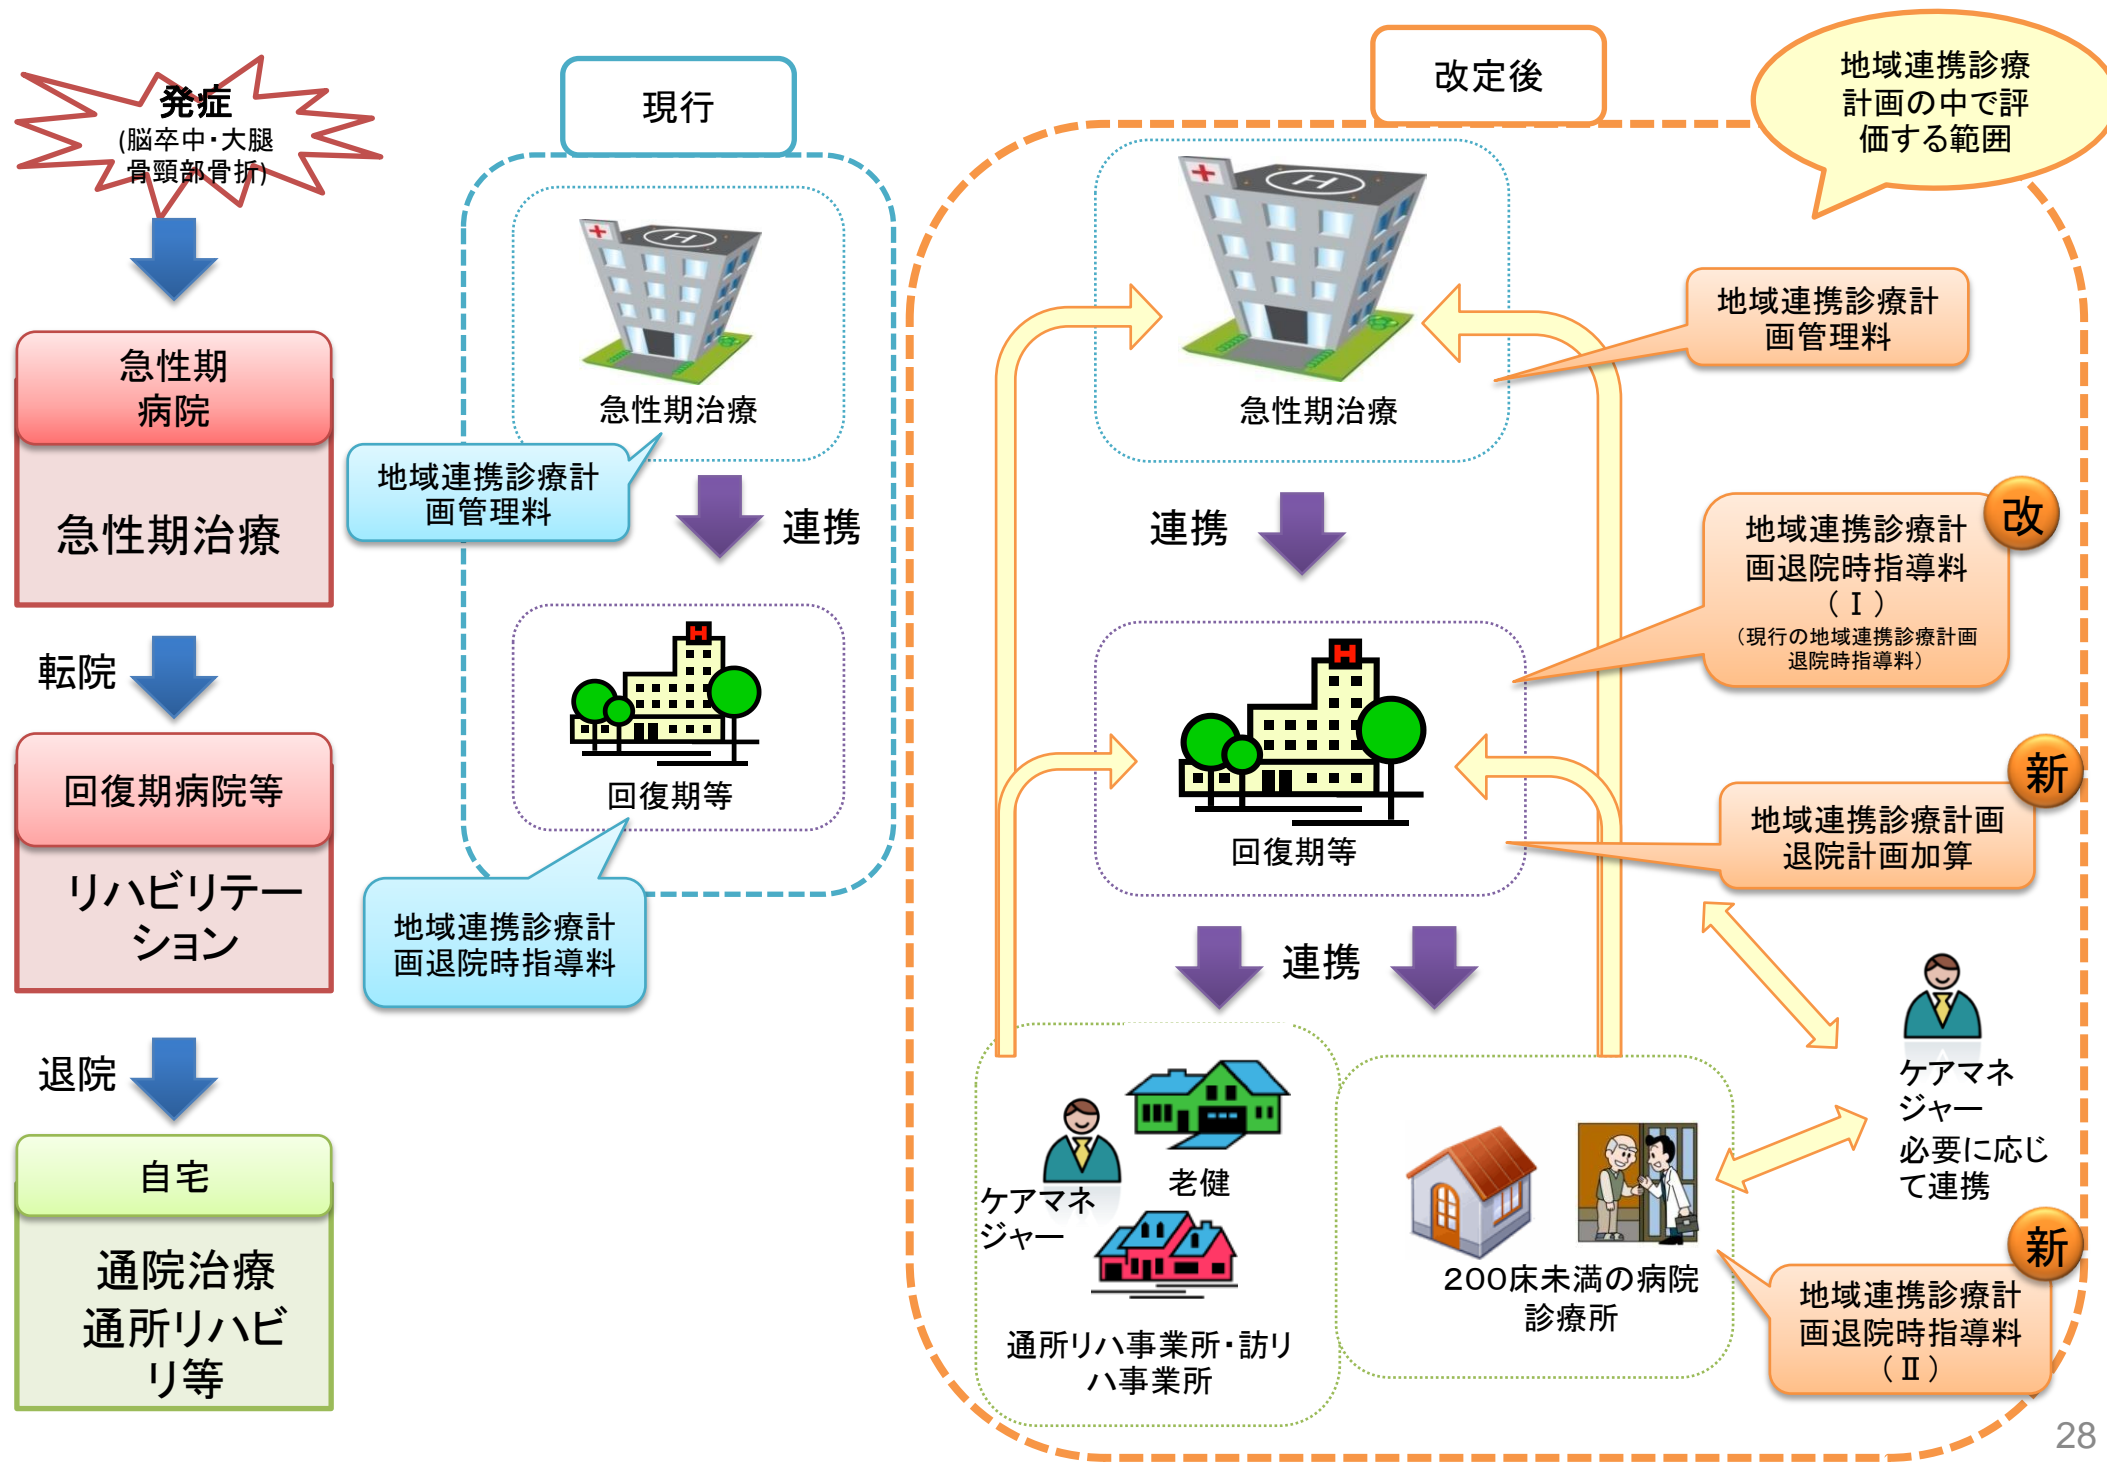 発症
(脳卒中・大腿
骨頸部骨折)
急性期
病院
急性期治療
転院
回復期病院等
リハビリテー
ション
退院
自宅
通院治療
通所リハビ
リ等
現行
急性期治療
地域連携診療計
画管理料
連携
回復期等
地域連携診療計
画退院時指導料
改定後
地域連携診療
計画の中で評
価する範囲
急性期治療
地域連携診療計
画管理料
連携
地域連携診療計
画退院時指導料
（Ⅰ）
（現行の地域連携診療計画
退院時指導料）
改
回復期等
地域連携診療計画
退院計画加算
新
連携
ケアマネ
ジャー
老健
通所リハ事業所・訪リ
ハ事業所
200床未満の病院
診療所
ケアマネ
ジャー
必要に応じ
て連携
地域連携診療計
画退院時指導料
（Ⅱ）
新
28